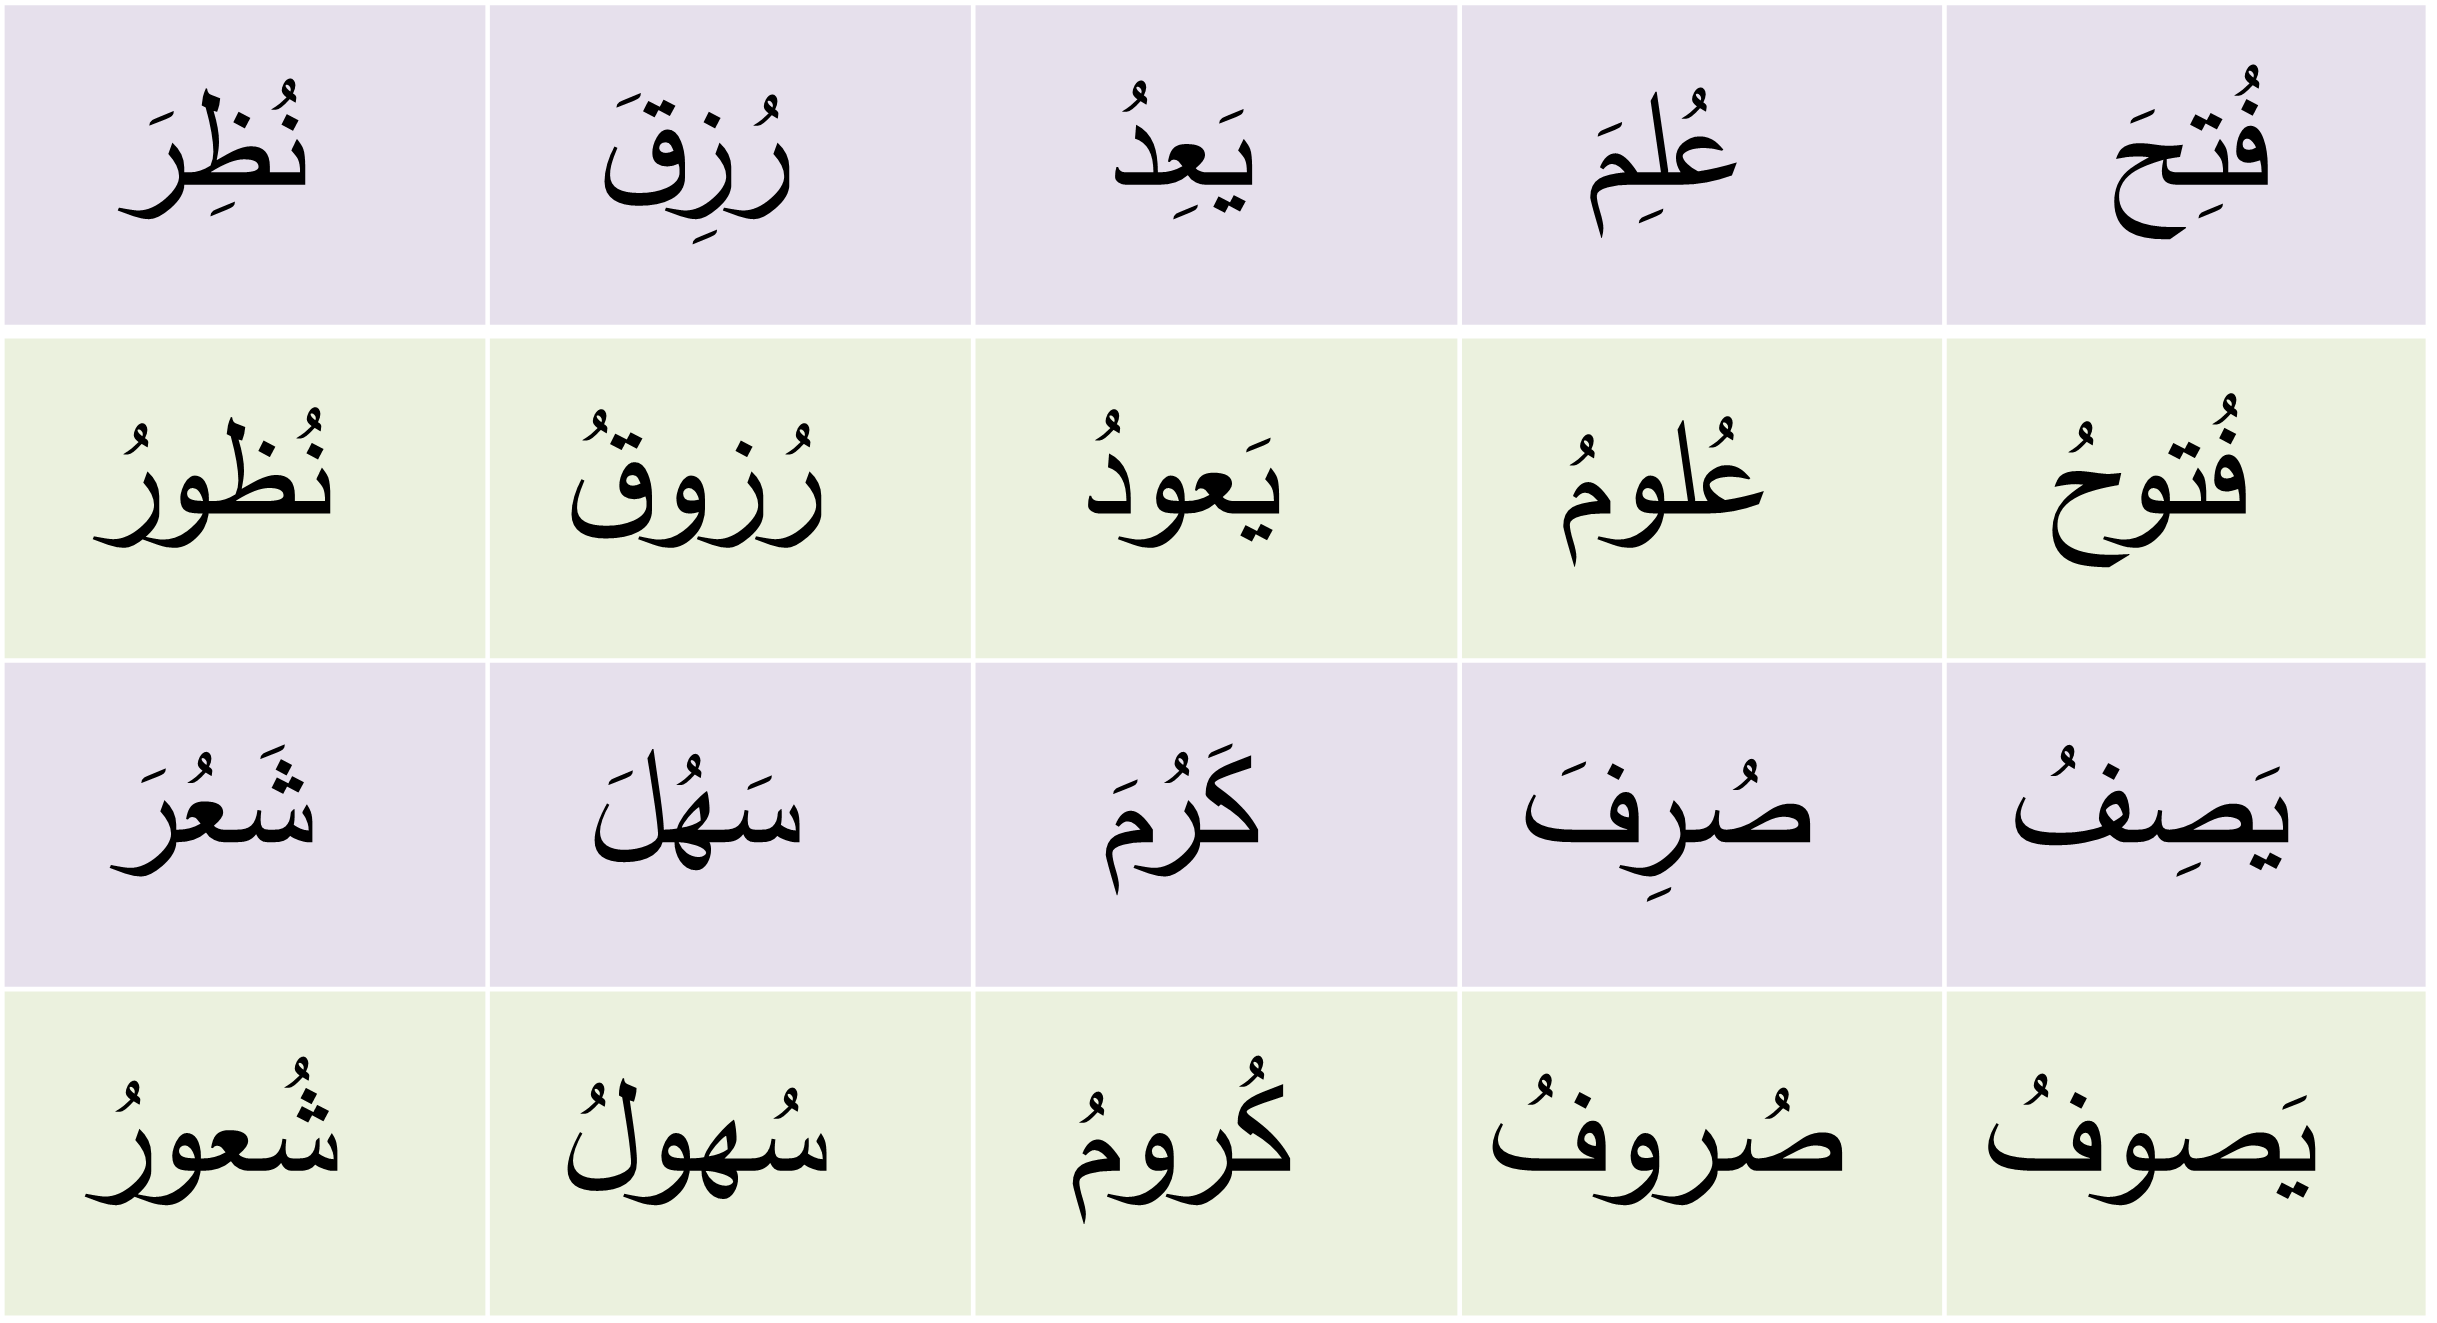 فُتِحَ عُلِمَ يَعِدُ رُزِقَ نُظِرَ
فُتوحُ عُلومُ يَعودُ رُزوقُ نُظورُ
يَصِفُ صُرِفَ كَرُمَ سَهُلَ شَعُرَ
يَصوفُ صُروفُ كُرومُ سُهولُ شُعورُ